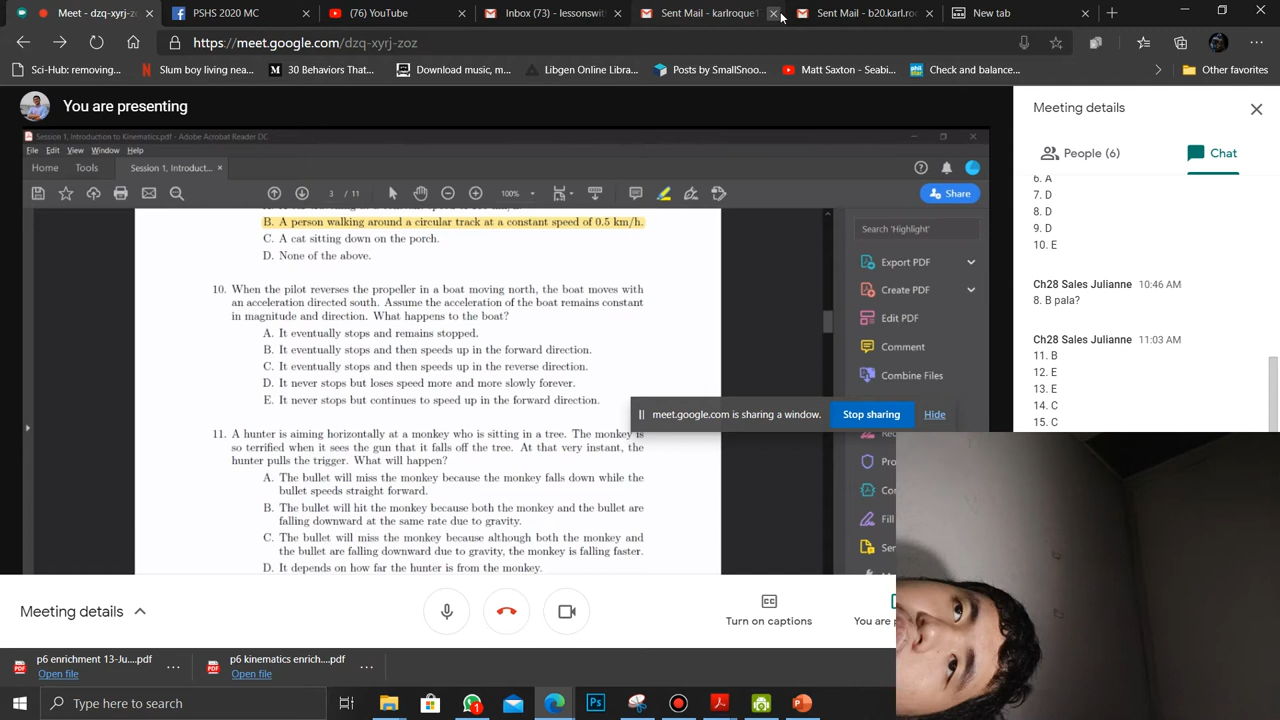 Meet - dzq-xyrj-zoz
PSHS 2020 MC
(76) YouTube
Inbox (73) - lessonswith
Sent Mail - karlroque1
Sent Mail - b20.karl.ro
New tab
https://meet.google.com/dzq-xyrj-zoz
Sci-Hub: removing...
Slum boy living nea...
30 Behaviors That...
Download music, m...
Libgen Online Libra...
Posts by SmallSnoo...
Matt Saxton - Seabi...
Check and balance...
Other favorites
You are presenting
Session 1, Introduction to Kinematics.pdf - Adobe Acrobat Reader DC
File Edit View Window Help
Home Tools Session 1, Introduct...
3 / 11 100%
Share
B. A person walking around a circular track at a constant speed of 0.5 km/h.
C. A cat sitting down on the porch.
D. None of the above.
10. When the pilot reverses the propeller in a boat moving north, the boat moves with
an acceleration directed south. Assume the acceleration of the boat remains constant
in magnitude and direction. What happens to the boat?
A. It eventually stops and remains stopped.
B. It eventually stops and then speeds up in the forward direction.
C. It eventually stops and then speeds up in the reverse direction.
D. It never stops but loses speed more and more slowly forever.
E. It never stops but continues to speed up in the forward direction.
11. A hunter is aiming horizontally at a monkey who is sitting in a tree. The monkey is
so terrified when it sees the gun that it falls off the tree. At that very instant, the
hunter pulls the trigger. What will happen?
A. The bullet will miss the monkey because the monkey falls down while the
bullet speeds straight forward.
B. The bullet will hit the monkey because both the monkey and the bullet are
falling downward at the same rate due to gravity.
C. The bullet will miss the monkey because although both the monkey and
the bullet are falling downward due to gravity, the monkey is falling faster.
D. It depends on how far the hunter is from the monkey.
Search 'Highlight'
Export PDF
Create PDF
Edit PDF
Comment
Combine Files
meet.google.com is sharing a window.
Stop sharing
Hide
Meeting details
People (6)
Chat
6. A
7. D
8. D
9. D
10. E
Ch28 Sales Julianne 10:46 AM
8. B pala?
Ch28 Sales Julianne 11:03 AM
11. B
12. E
13. E
14. C
15. C
Meeting details
Turn on captions
p6 enrichment 13-Ju....pdf
Open file
p6 kinematics enrich....pdf
Open file
Type here to search